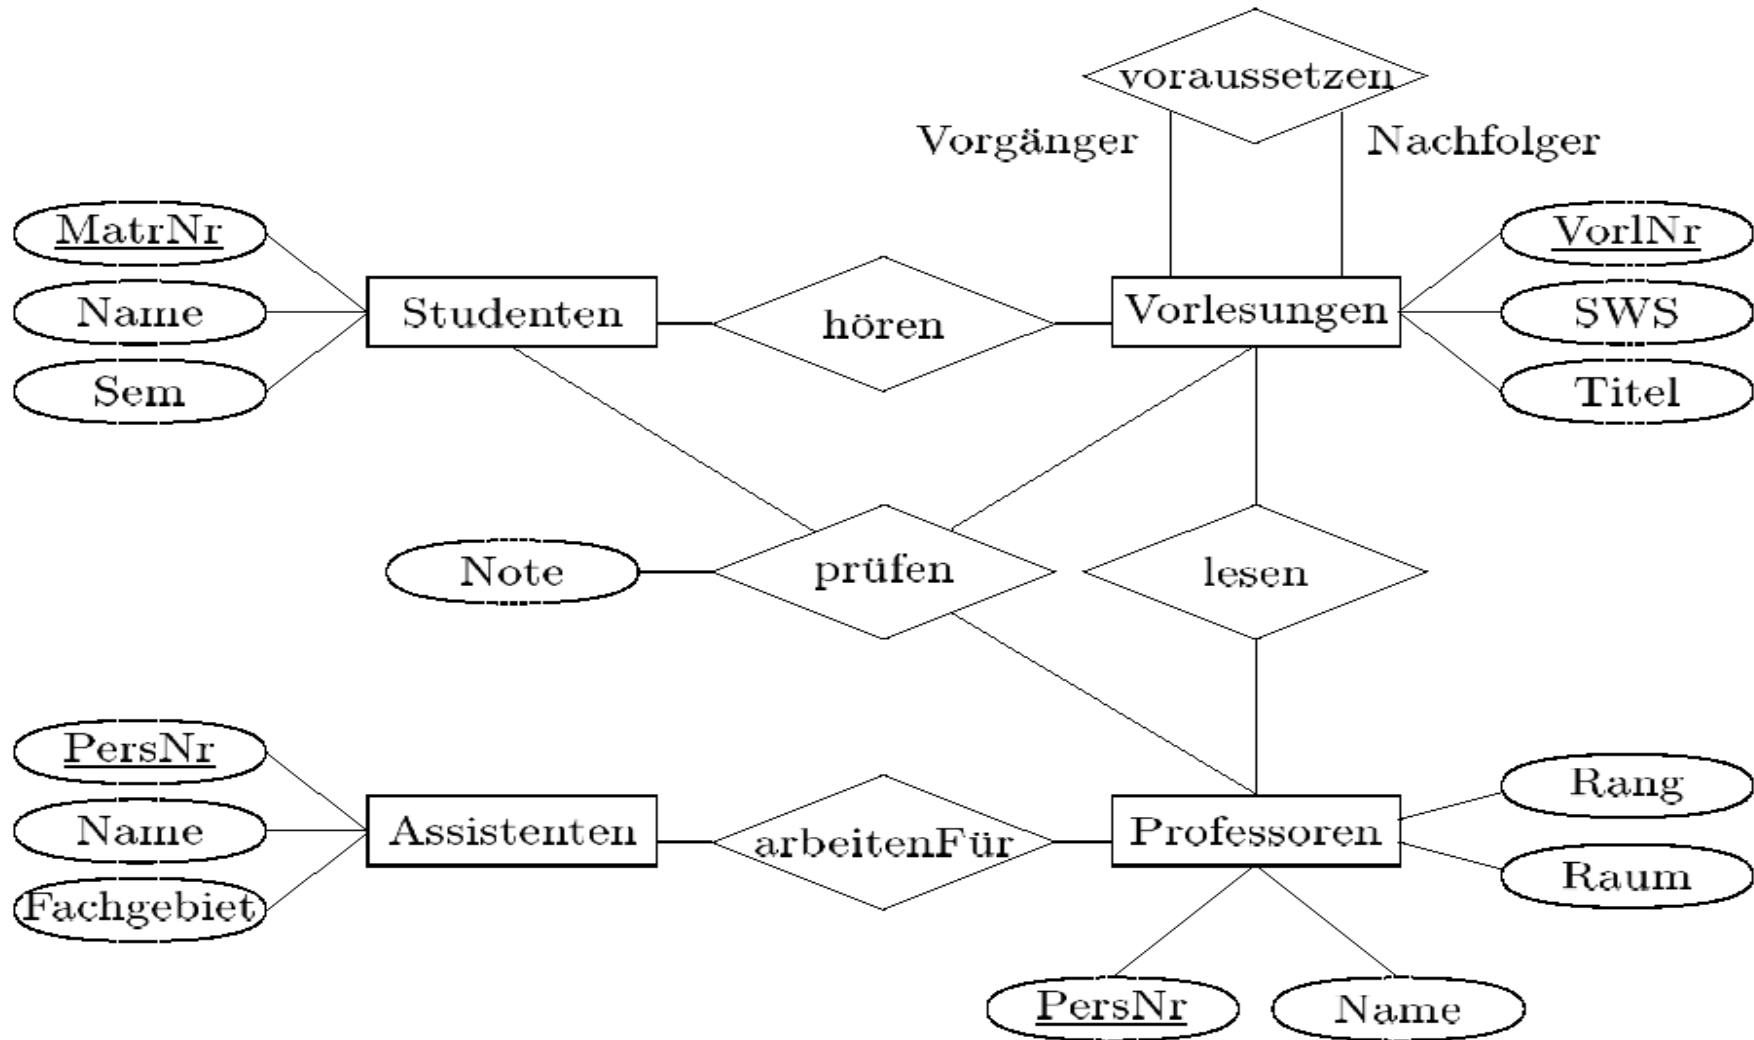 voraussetzen
Vorgänger
Nachfolger
MatrNr
Name
Sem
Studenten
hören
Vorlesungen
VorlNr
SWS
Titel
Note
prüfen
lesen
PersNr
Name
Fachgebiet
Assistenten
arbeitenFür
Professoren
Rang
Raum
PersNr
Name